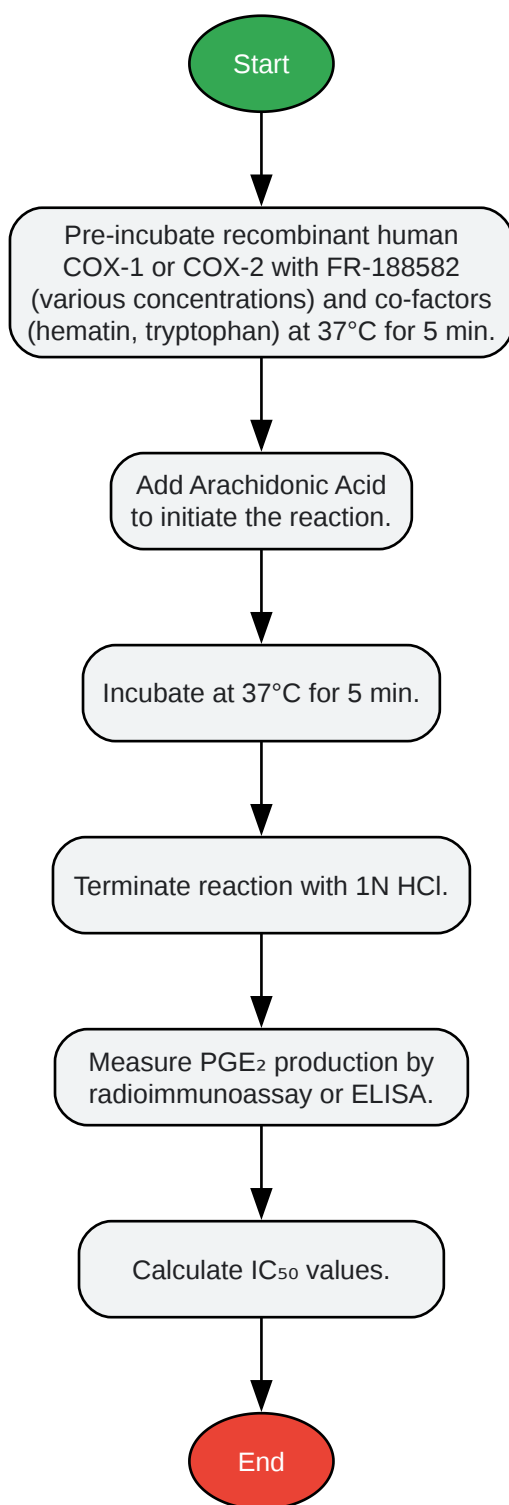 Start
Pre-incubate recombinant human
COX-1 or COX-2 with FR-188582
(various concentrations) and co-factors
(hematin, tryptophan) at 37°C for 5 min.
Add Arachidonic Acid
to initiate the reaction.
Incubate at 37°C for 5 min.
Terminate reaction with 1N HCl.
Measure PGE₂ production by
radioimmunoassay or ELISA.
Calculate IC₅₀ values.
End